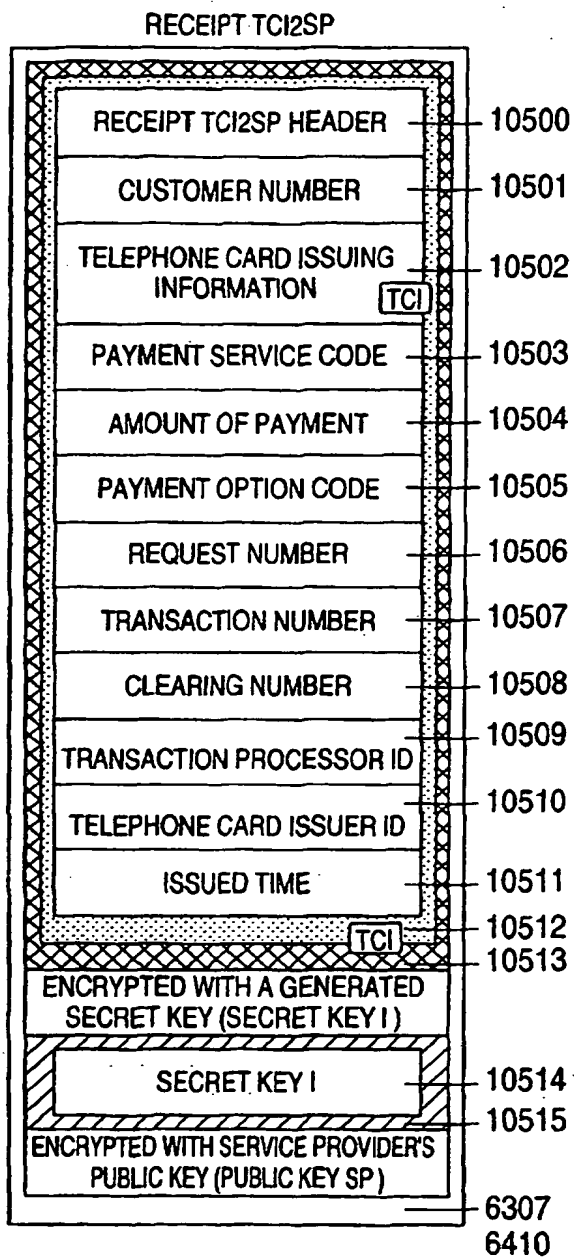 RECEIPT TCI2SP
RECEIPT TCI2SP HEADER 10500
CUSTOMER NUMBER 10501
TELEPHONE CARD ISSUING 10502
INFORMATION
TCI
PAYMENT SERVICE CODE 10503
AMOUNT OF PAYMENT 10504
PAYMENT OPTION CODE 10505
REQUEST NUMBER 10506
TRANSACTION NUMBER 10507
CLEARING NUMBER 10508
TRANSACTION PROCESSOR ID 10509
TELEPHONE CARD ISSUER ID 10510
ISSUED TIME 10511
TCI 10512
10513
ENCRYPTED WITH A GENERATED
SECRET KEY (SECRET KEY I)
SECRET KEY I 10514
10515
ENCRYPTED WITH SERVICE PROVIDER'S
PUBLIC KEY (PUBLIC KEY SP)
6307
6410